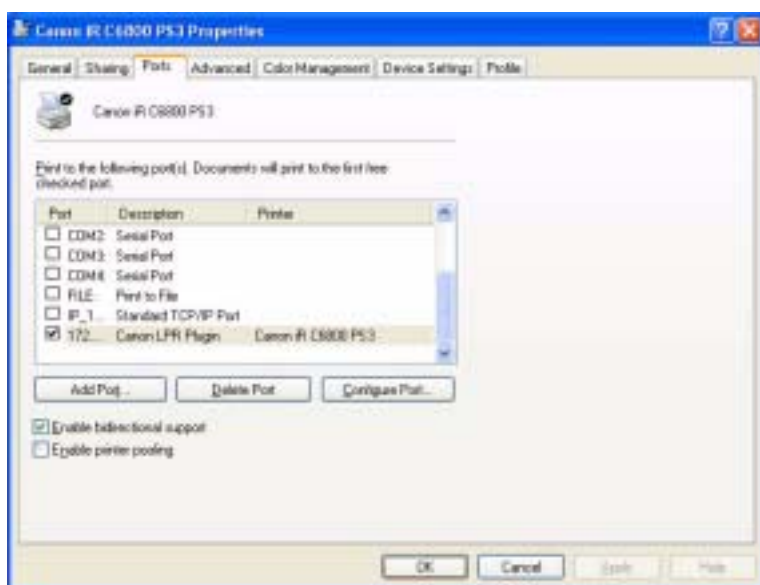 Canon iR C6800 PS3 Properties
General Sharing Ports Advanced Color Management Device Settings Profile
Canon iR C6800 PS3
Print to the following port(s). Documents will print to the first free
checked port.
Port Description Printer
COM2: Serial Port
COM3: Serial Port
COM4: Serial Port
FILE: Print to File
IP_1... Standard TCP/IP Port
172... Canon LPR Plugin Canon iR C6800 PS3
Add Port... Delete Port Configure Port...
Enable bidirectional support
Enable printer pooling
OK Cancel Apply Help